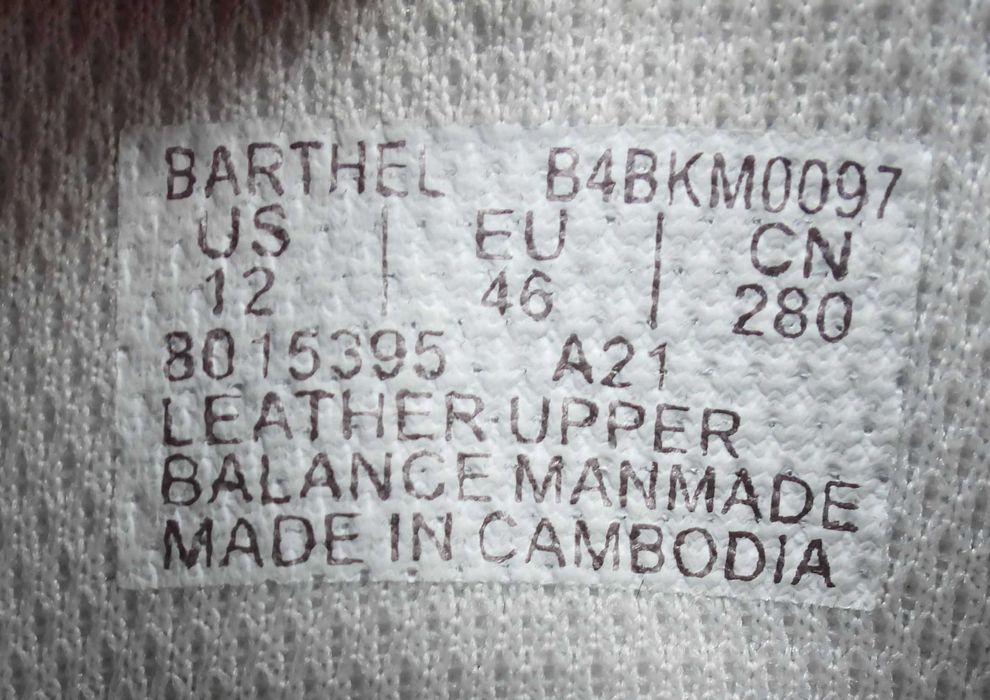 BARTHEL B4BKM0097
US | EU | CN
12 | 46 | 280
8015395 A21
LEATHER UPPER
BALANCE MANMADE
MADE IN CAMBODIA